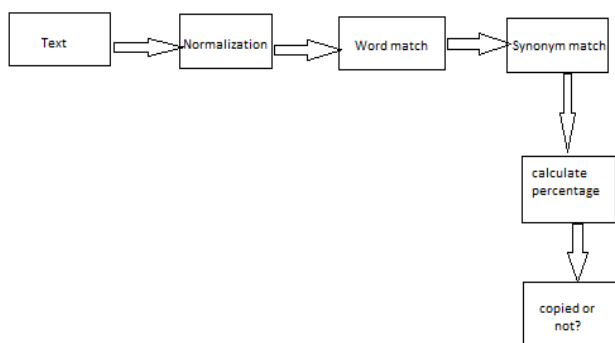 Text
Normalization
Word match
Synonym match
calculate
percentage
copied or
not?